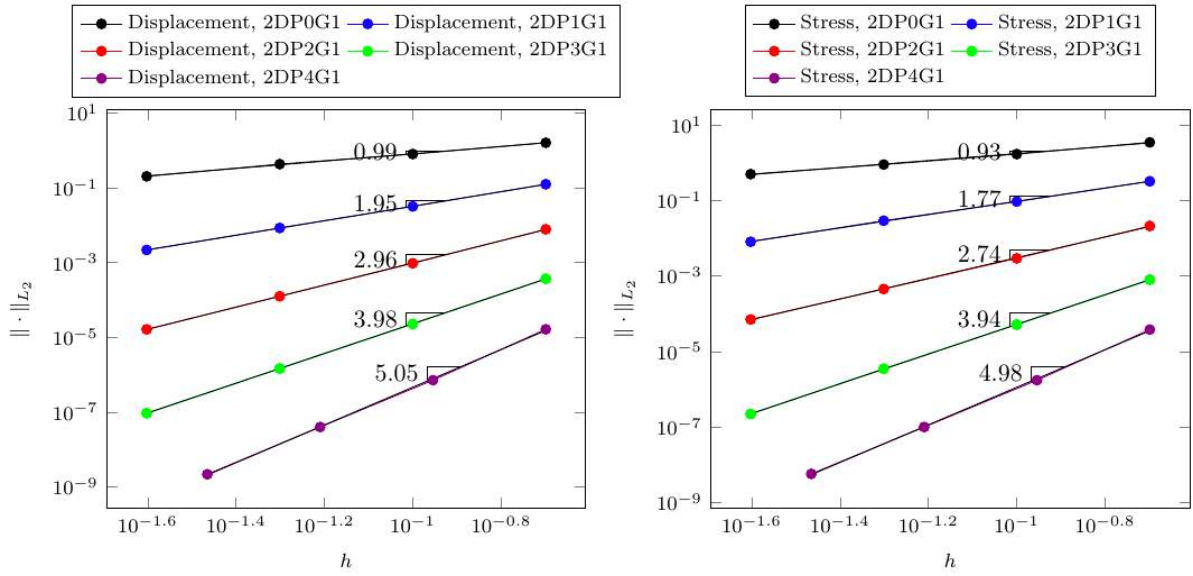 Displacement, 2DP0G1 Displacement, 2DP1G1
Displacement, 2DP2G1 Displacement, 2DP3G1
Displacement, 2DP4G1
10^1
10^−1
10^−3
10^−5
10^−7
10^−9
∥ · ∥_{L_2}
0.99
1.95
2.96
3.98
5.05
10^−1.6 10^−1.4 10^−1.2 10^−1 10^−0.8
h
Stress, 2DP0G1 Stress, 2DP1G1
Stress, 2DP2G1 Stress, 2DP3G1
Stress, 2DP4G1
10^1
10^−1
10^−3
10^−5
10^−7
10^−9
∥ · ∥_{L_2}
0.93
1.77
2.74
3.94
4.98
10^−1.6 10^−1.4 10^−1.2 10^−1 10^−0.8
h